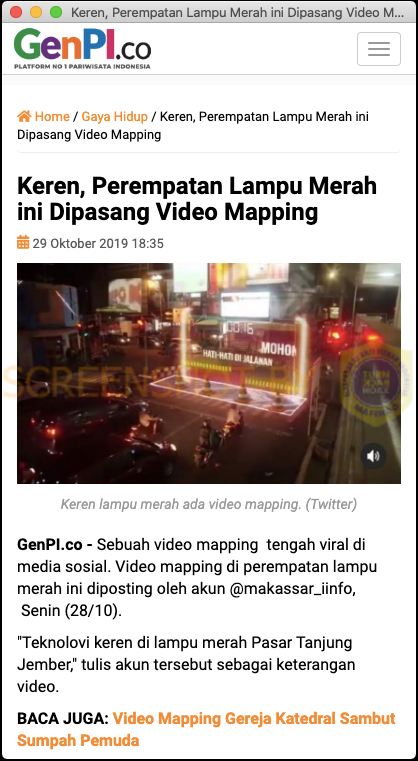 Keren, Perempatan Lampu Merah ini Dipasang Video M...
GenPI.co
PLATFORM NO 1 PARIWISATA INDONESIA
Home / Gaya Hidup / Keren, Perempatan Lampu Merah ini
Dipasang Video Mapping
Keren, Perempatan Lampu Merah
ini Dipasang Video Mapping
29 Oktober 2019 18:35
00:16
HATI-HATI DI JALANAN
MOHON
TURN
BACK
HOAX
Keren lampu merah ada video mapping. (Twitter)
GenPI.co - Sebuah video mapping tengah viral di
media sosial. Video mapping di perempatan lampu
merah ini diposting oleh akun @makassar_iinfo,
Senin (28/10).
"Teknolovi keren di lampu merah Pasar Tanjung
Jember," tulis akun tersebut sebagai keterangan
video.
BACA JUGA: Video Mapping Gereja Katedral Sambut
Sumpah Pemuda